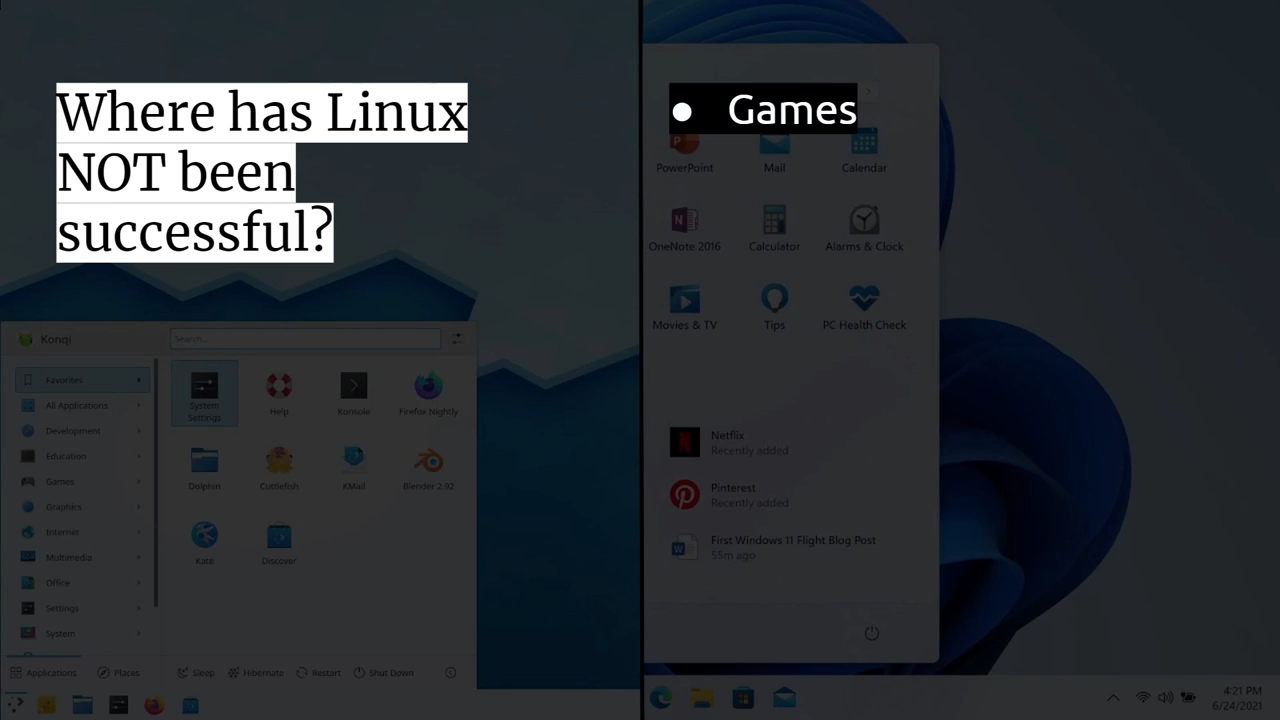 Where has Linux
NOT been
successful?
• Games
PowerPoint
Mail
Calendar
OneNote 2016
Calculator
Alarms & Clock
Movies & TV
Tips
PC Health Check
Netflix
Recently added
Pinterest
Recently added
First Windows 11 Flight Blog Post
55m ago
4:21 PM
6/24/2021
Konqi
Search...
Favorites
All Applications
Development
Education
Games
Graphics
Internet
Multimedia
Office
Settings
System
System
Settings
Help
Konsole
Firefox Nightly
Dolphin
Cuttlefish
KMail
Blender 2.92
Kate
Discover
Applications
Places
Sleep
Hibernate
Restart
Shut Down